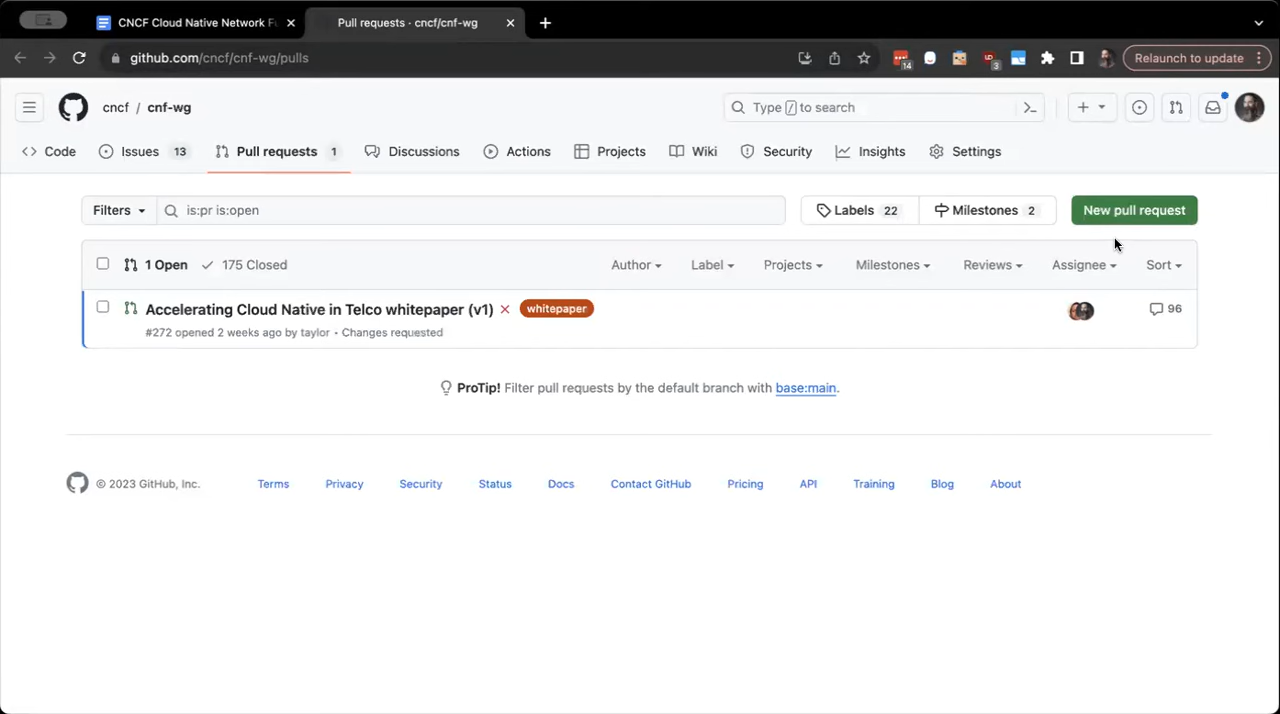 CNCF Cloud Native Network Fu
Pull requests · cncf/cnf-wg
github.com/cncf/cnf-wg/pulls
14
3
Relaunch to update
cncf / cnf-wg
Type / to search
Code
Issues 13
Pull requests 1
Discussions
Actions
Projects
Wiki
Security
Insights
Settings
Filters
is:pr is:open
Labels 22
Milestones 2
New pull request
1 Open
175 Closed
Author
Label
Projects
Milestones
Reviews
Assignee
Sort
Accelerating Cloud Native in Telco whitepaper (v1) whitepaper
96
#272 opened 2 weeks ago by taylor • Changes requested
ProTip! Filter pull requests by the default branch with base:main.
© 2023 GitHub, Inc.
Terms
Privacy
Security
Status
Docs
Contact GitHub
Pricing
API
Training
Blog
About